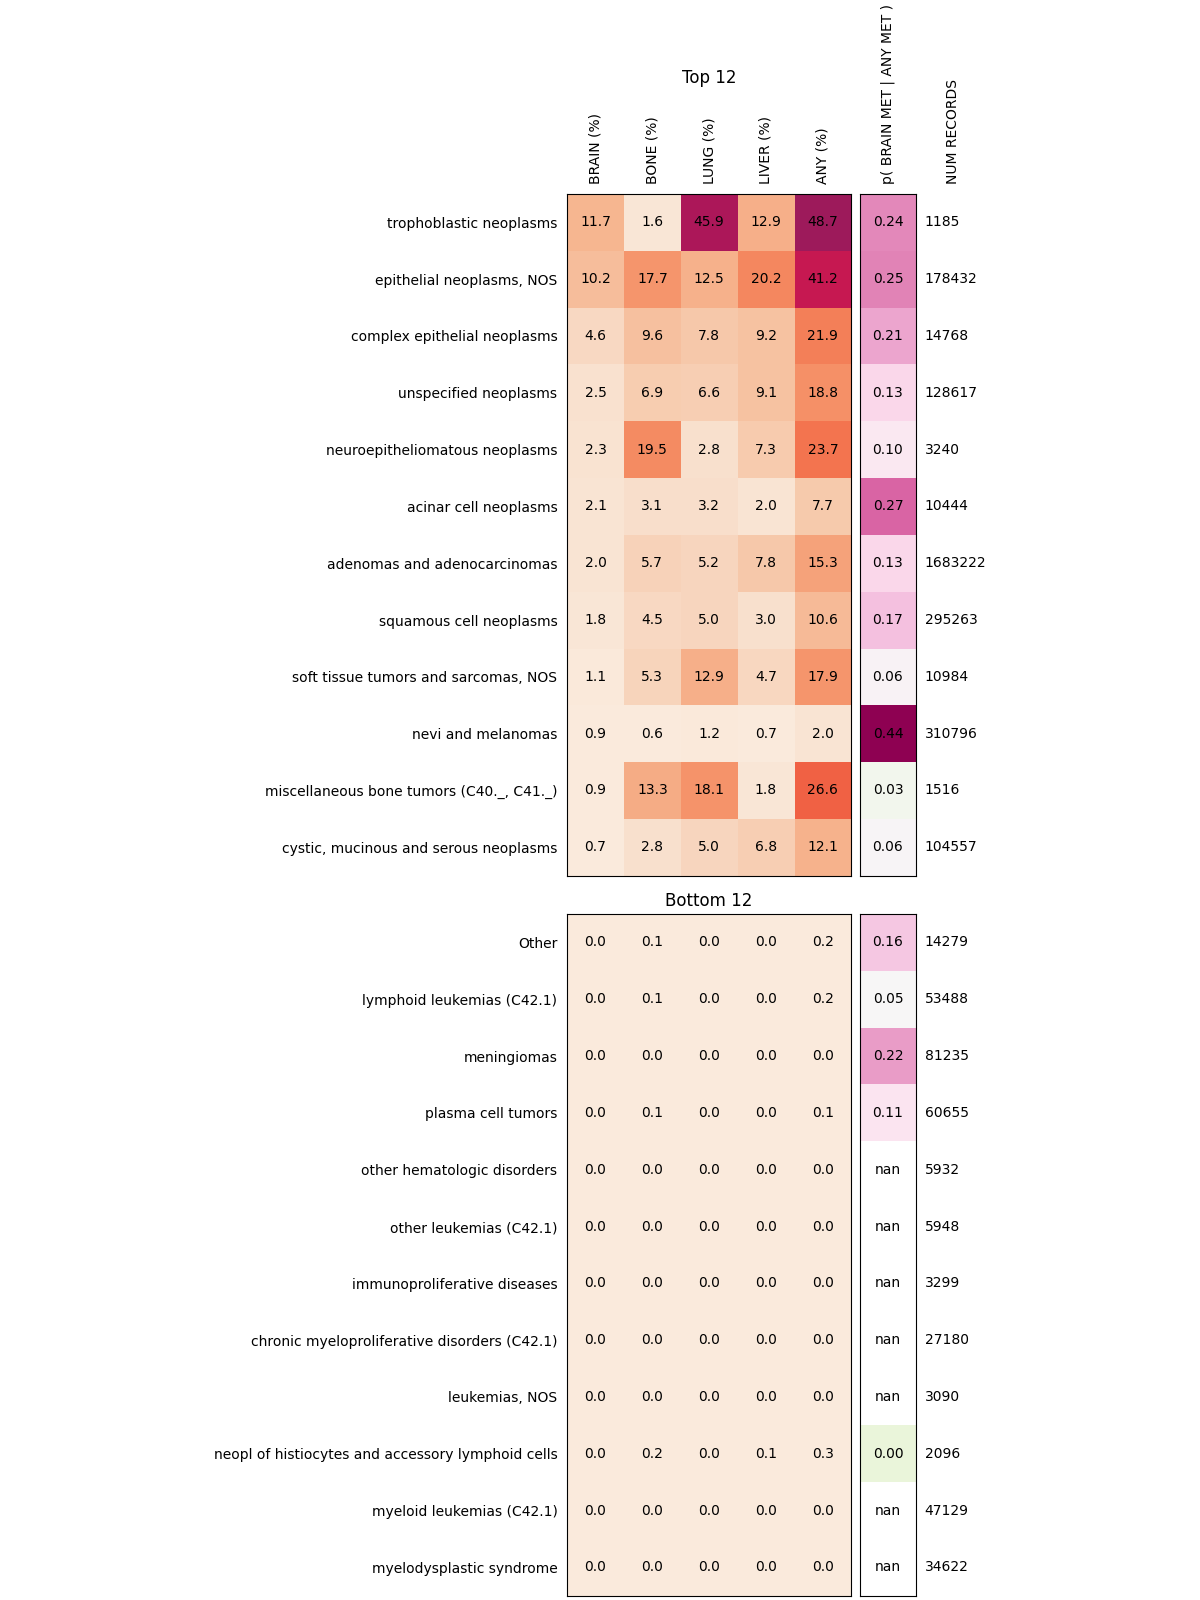 Top 12
BRAIN (%) BONE (%) LUNG (%) LIVER (%) ANY (%) p( BRAIN MET | ANY MET ) NUM RECORDS
trophoblastic neoplasms 11.7 1.6 45.9 12.9 48.7 0.24 1185
epithelial neoplasms, NOS 10.2 17.7 12.5 20.2 41.2 0.25 178432
complex epithelial neoplasms 4.6 9.6 7.8 9.2 21.9 0.21 14768
unspecified neoplasms 2.5 6.9 6.6 9.1 18.8 0.13 128617
neuroepitheliomatous neoplasms 2.3 19.5 2.8 7.3 23.7 0.10 3240
acinar cell neoplasms 2.1 3.1 3.2 2.0 7.7 0.27 10444
adenomas and adenocarcinomas 2.0 5.7 5.2 7.8 15.3 0.13 1683222
squamous cell neoplasms 1.8 4.5 5.0 3.0 10.6 0.17 295263
soft tissue tumors and sarcomas, NOS 1.1 5.3 12.9 4.7 17.9 0.06 10984
nevi and melanomas 0.9 0.6 1.2 0.7 2.0 0.44 310796
miscellaneous bone tumors (C40._, C41._) 0.9 13.3 18.1 1.8 26.6 0.03 1516
cystic, mucinous and serous neoplasms 0.7 2.8 5.0 6.8 12.1 0.06 104557
Bottom 12
Other 0.0 0.1 0.0 0.0 0.2 0.16 14279
lymphoid leukemias (C42.1) 0.0 0.1 0.0 0.0 0.2 0.05 53488
meningiomas 0.0 0.0 0.0 0.0 0.0 0.22 81235
plasma cell tumors 0.0 0.1 0.0 0.0 0.1 0.11 60655
other hematologic disorders 0.0 0.0 0.0 0.0 0.0 nan 5932
other leukemias (C42.1) 0.0 0.0 0.0 0.0 0.0 nan 5948
immunoproliferative diseases 0.0 0.0 0.0 0.0 0.0 nan 3299
chronic myeloproliferative disorders (C42.1) 0.0 0.0 0.0 0.0 0.0 nan 27180
leukemias, NOS 0.0 0.0 0.0 0.0 0.0 nan 3090
neopl of histiocytes and accessory lymphoid cells 0.0 0.2 0.0 0.1 0.3 0.00 2096
myeloid leukemias (C42.1) 0.0 0.0 0.0 0.0 0.0 nan 47129
myelodysplastic syndrome 0.0 0.0 0.0 0.0 0.0 nan 34622